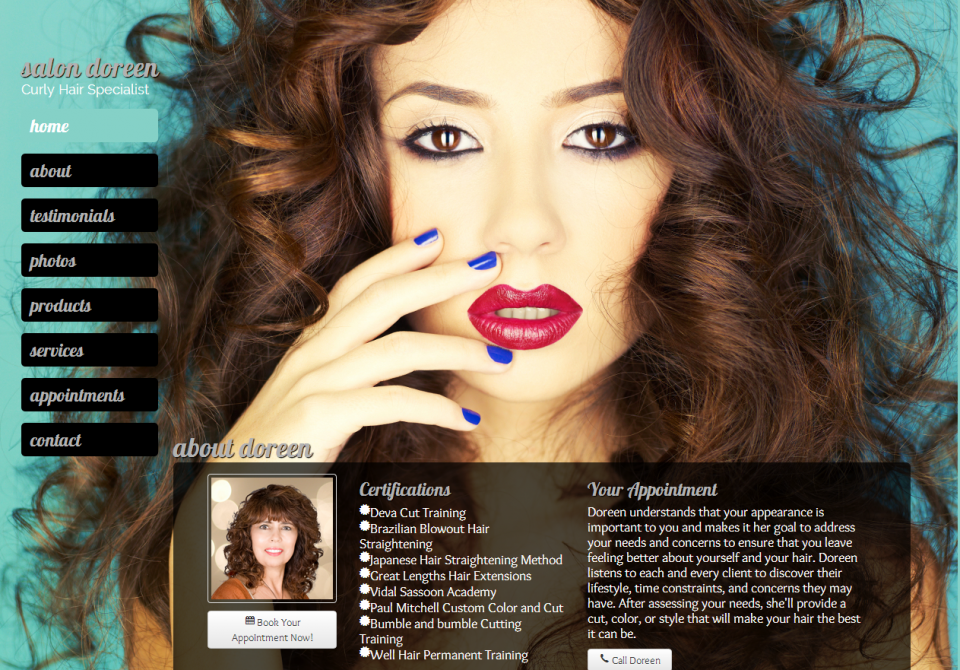 salon doreen
Curly Hair Specialist
home
about
testimonials
photos
products
services
appointments
contact
about doreen
Book Your
Appointment Now!
Certifications
Deva Cut Training
Brazilian Blowout Hair
Straightening
Japanese Hair Straightening Method
Great Lengths Hair Extensions
Vidal Sassoon Academy
Paul Mitchell Custom Color and Cut
Bumble and bumble Cutting
Training
Well Hair Permanent Training
Your Appointment
Doreen understands that your appearance is
important to you and makes it her goal to address
your needs and concerns to ensure that you leave
feeling better about yourself and your hair. Doreen
listens to each and every client to discover their
lifestyle, time constraints, and concerns they may
have. After assessing your needs, she'll provide a
cut, color, or style that will make your hair the best
it can be.
Call Doreen